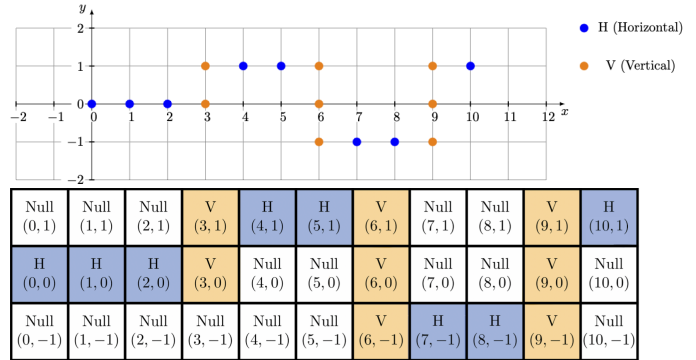 y
2
1
0
−1
−2
−2 −1 0 1 2 3 4 5 6 7 8 9 10 11 12 x
H (Horizontal)
V (Vertical)
Null Null Null V H H V Null Null V H
(0, 1) (1, 1) (2, 1) (3, 1) (4, 1) (5, 1) (6, 1) (7, 1) (8, 1) (9, 1) (10, 1)
H H H V Null Null V Null Null V Null
(0, 0) (1, 0) (2, 0) (3, 0) (4, 0) (5, 0) (6, 0) (7, 0) (8, 0) (9, 0) (10, 0)
Null Null Null Null Null Null V H H V Null
(0, −1) (1, −1) (2, −1) (3, −1) (4, −1) (5, −1) (6, −1) (7, −1) (8, −1) (9, −1) (10, −1)